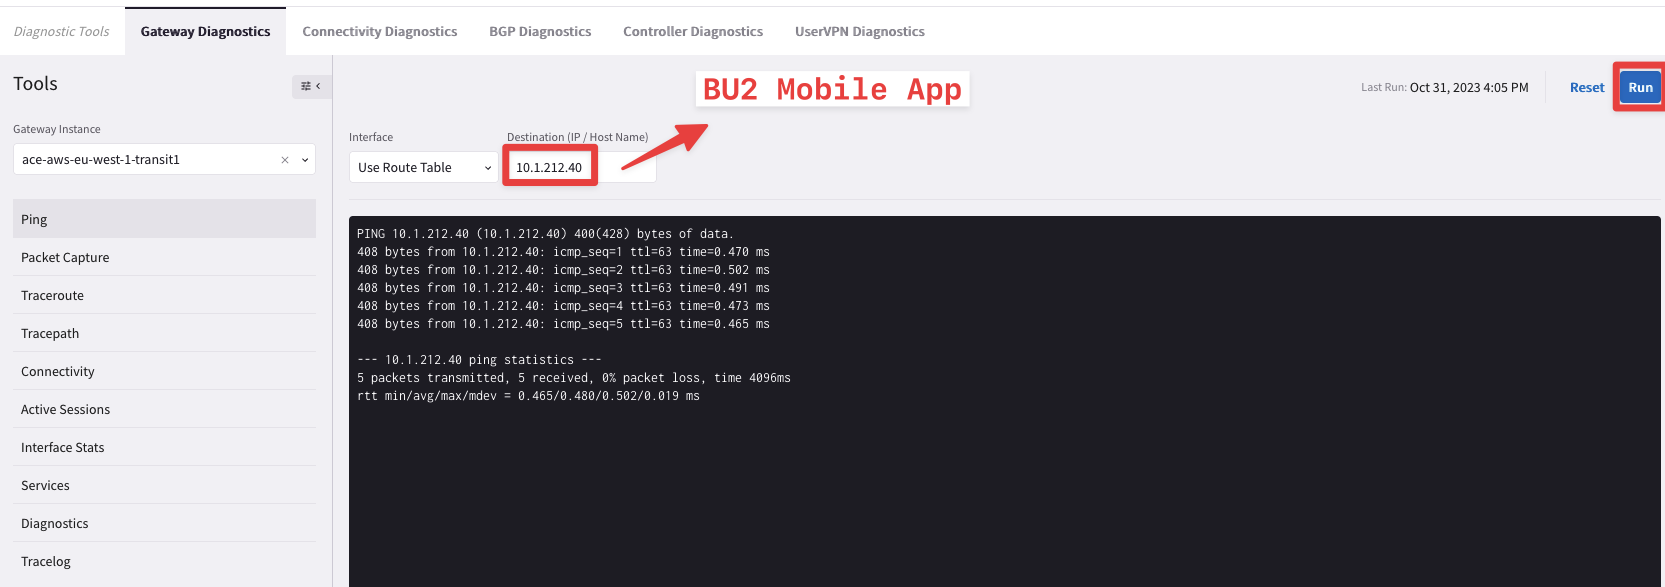 Diagnostic Tools Gateway Diagnostics Connectivity Diagnostics BGP Diagnostics Controller Diagnostics UserVPN Diagnostics
Tools
Gateway Instance
ace-aws-eu-west-1-transit1
Ping
Packet Capture
Traceroute
Tracepath
Connectivity
Active Sessions
Interface Stats
Services
Diagnostics
Tracelog
BU2 Mobile App
Last Run: Oct 31, 2023 4:05 PM Reset Run
Interface Destination (IP / Host Name)
Use Route Table 10.1.212.40
PING 10.1.212.40 (10.1.212.40) 400(428) bytes of data.
408 bytes from 10.1.212.40: icmp_seq=1 ttl=63 time=0.470 ms
408 bytes from 10.1.212.40: icmp_seq=2 ttl=63 time=0.502 ms
408 bytes from 10.1.212.40: icmp_seq=3 ttl=63 time=0.491 ms
408 bytes from 10.1.212.40: icmp_seq=4 ttl=63 time=0.473 ms
408 bytes from 10.1.212.40: icmp_seq=5 ttl=63 time=0.465 ms
--- 10.1.212.40 ping statistics ---
5 packets transmitted, 5 received, 0% packet loss, time 4096ms
rtt min/avg/max/mdev = 0.465/0.480/0.502/0.019 ms